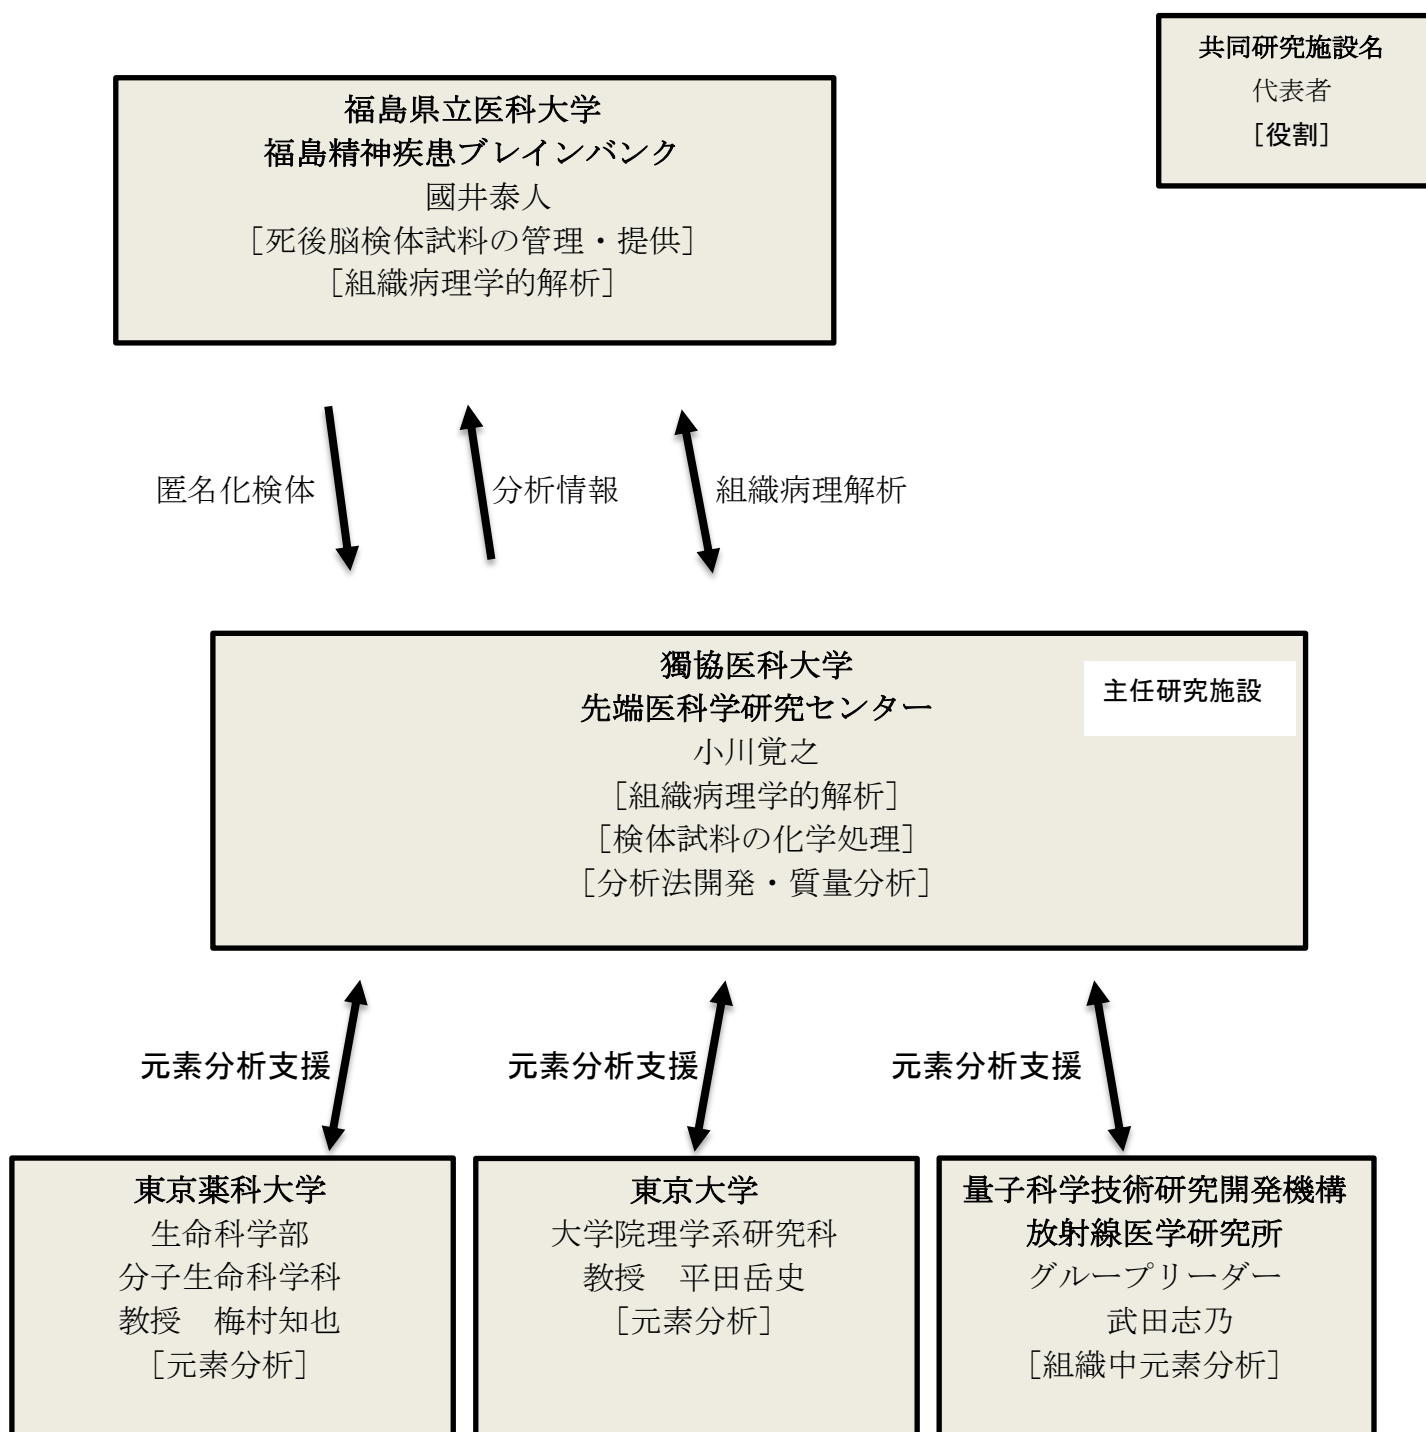 共同研究施設名
代表者
［役割］
福島県立医科大学
福島精神疾患ブレインバンク
國井泰人
［死後脳検体試料の管理・提供］
［組織病理学的解析］
匿名化検体
分析情報
組織病理解析
獨協医科大学
先端医科学研究センター
小川覚之
［組織病理学的解析］
［検体試料の化学処理］
［分析法開発・質量分析］
主任研究施設
元素分析支援
元素分析支援
元素分析支援
東京薬科大学
生命科学部
分子生命科学科
教授　梅村知也
［元素分析］
東京大学
大学院理学系研究科
教授　平田岳史
［元素分析］
量子科学技術研究開発機構
放射線医学研究所
グループリーダー
武田志乃
［組織中元素分析］